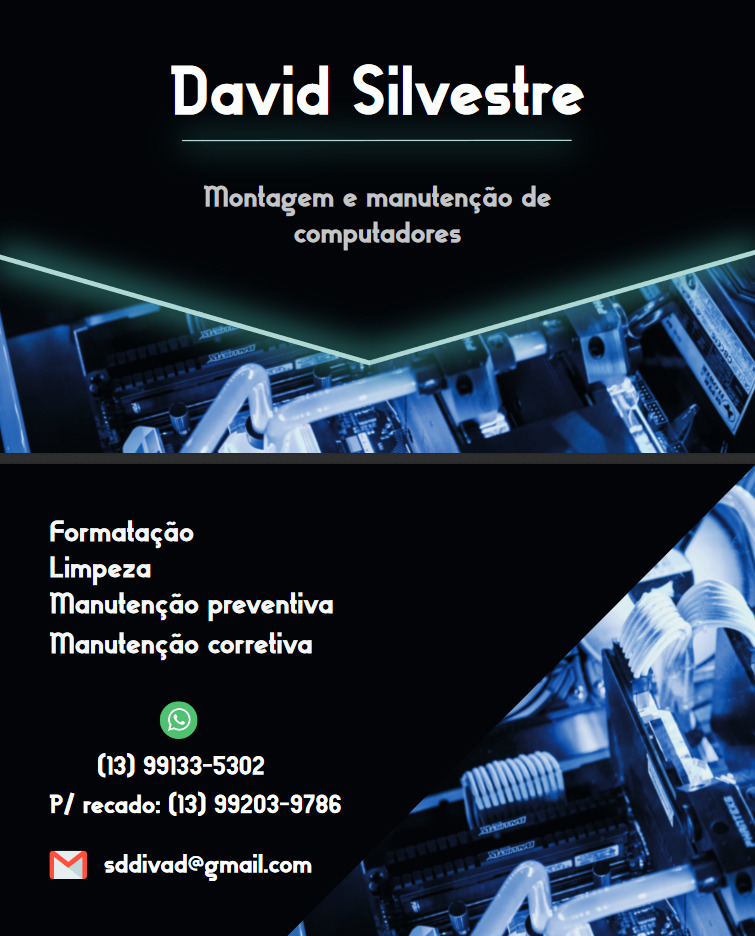 David Silvestre
Montagem e manutenção de
computadores
Formatação
Limpeza
Manutenção preventiva
Manutenção corretiva
(13) 99133-5302
P/ recado: (13) 99203-9786
sddivad@gmail.com